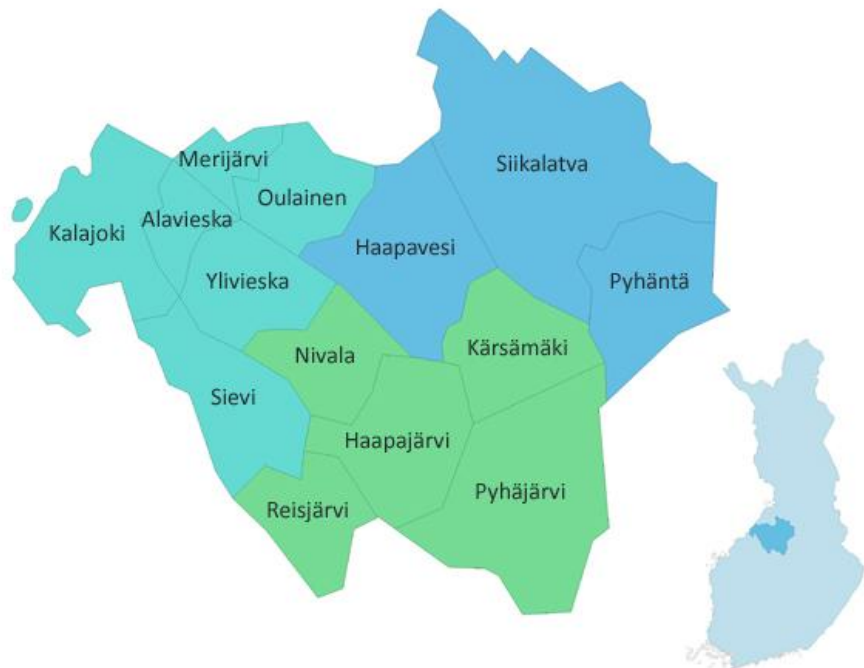 Merijärvi
Siikalatva
Oulainen
Alavieska
Kalajoki
Haapavesi
Ylivieska
Pyhäntä
Kärsämäki
Nivala
Sievi
Haapajärvi
Pyhäjärvi
Reisjärvi